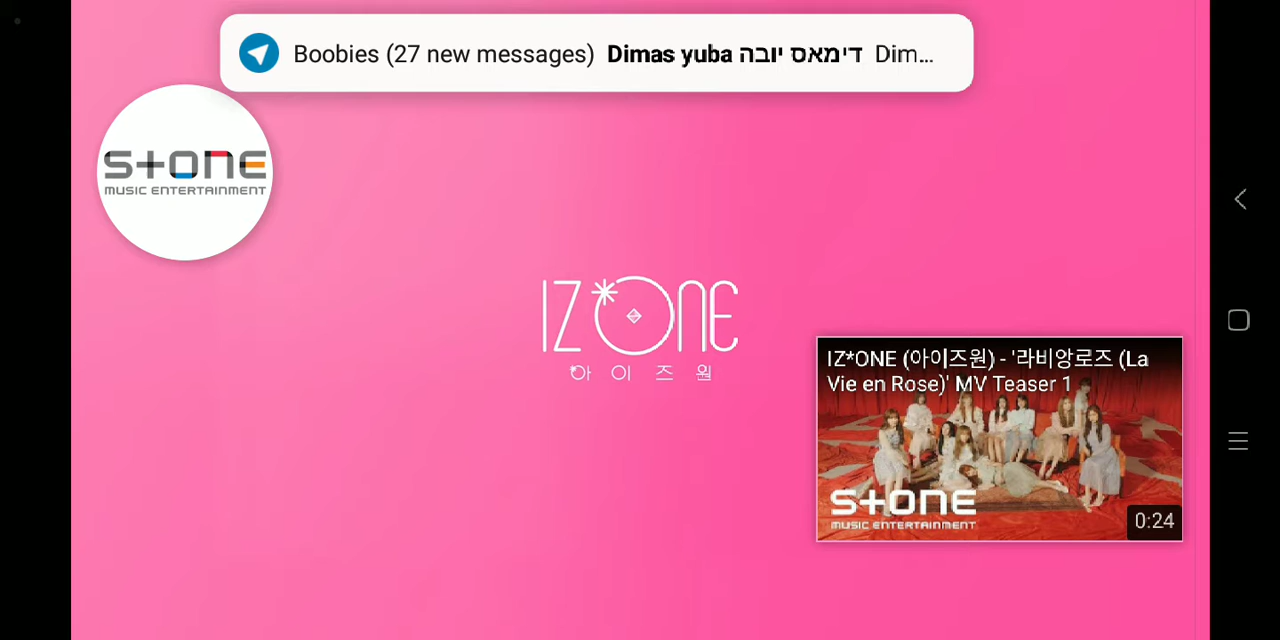 Boobies (27 new messages) Dimas yuba דימאס יובה Dim...
STONE
MUSIC ENTERTAINMENT
IZ*ONE
아이즈원
IZ*ONE (아이즈원) - '라비앙로즈 (La
Vie en Rose)' MV Teaser 1
STONE
MUSIC ENTERTAINMENT
0:24